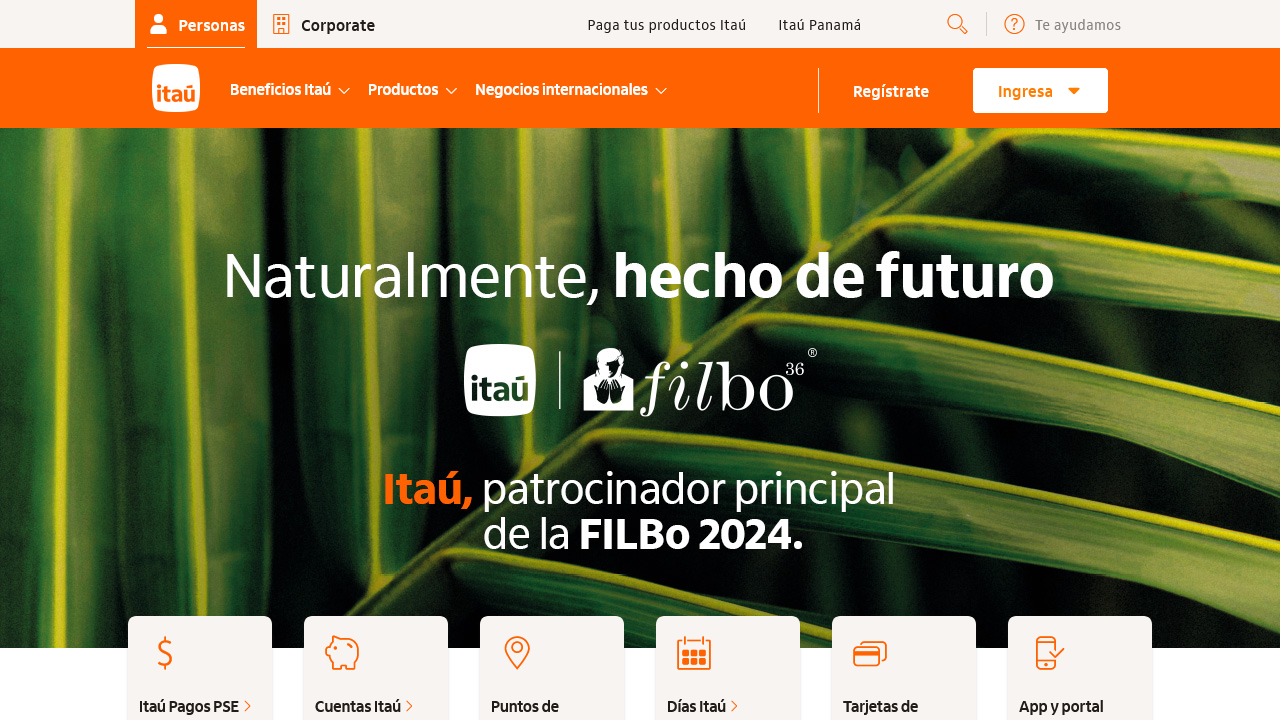 Personas
Corporate
Paga tus productos Itaú
Itaú Panamá
Te ayudamos
itaú
Beneficios Itaú
Productos
Negocios internacionales
Regístrate
Ingresa
Naturalmente, hecho de futuro
itaú
filbo 36 ®
Itaú, patrocinador principal
de la FILBo 2024.
Itaú Pagos PSE
Cuentas Itaú
Puntos de
Días Itaú
Tarjetas de
App y portal